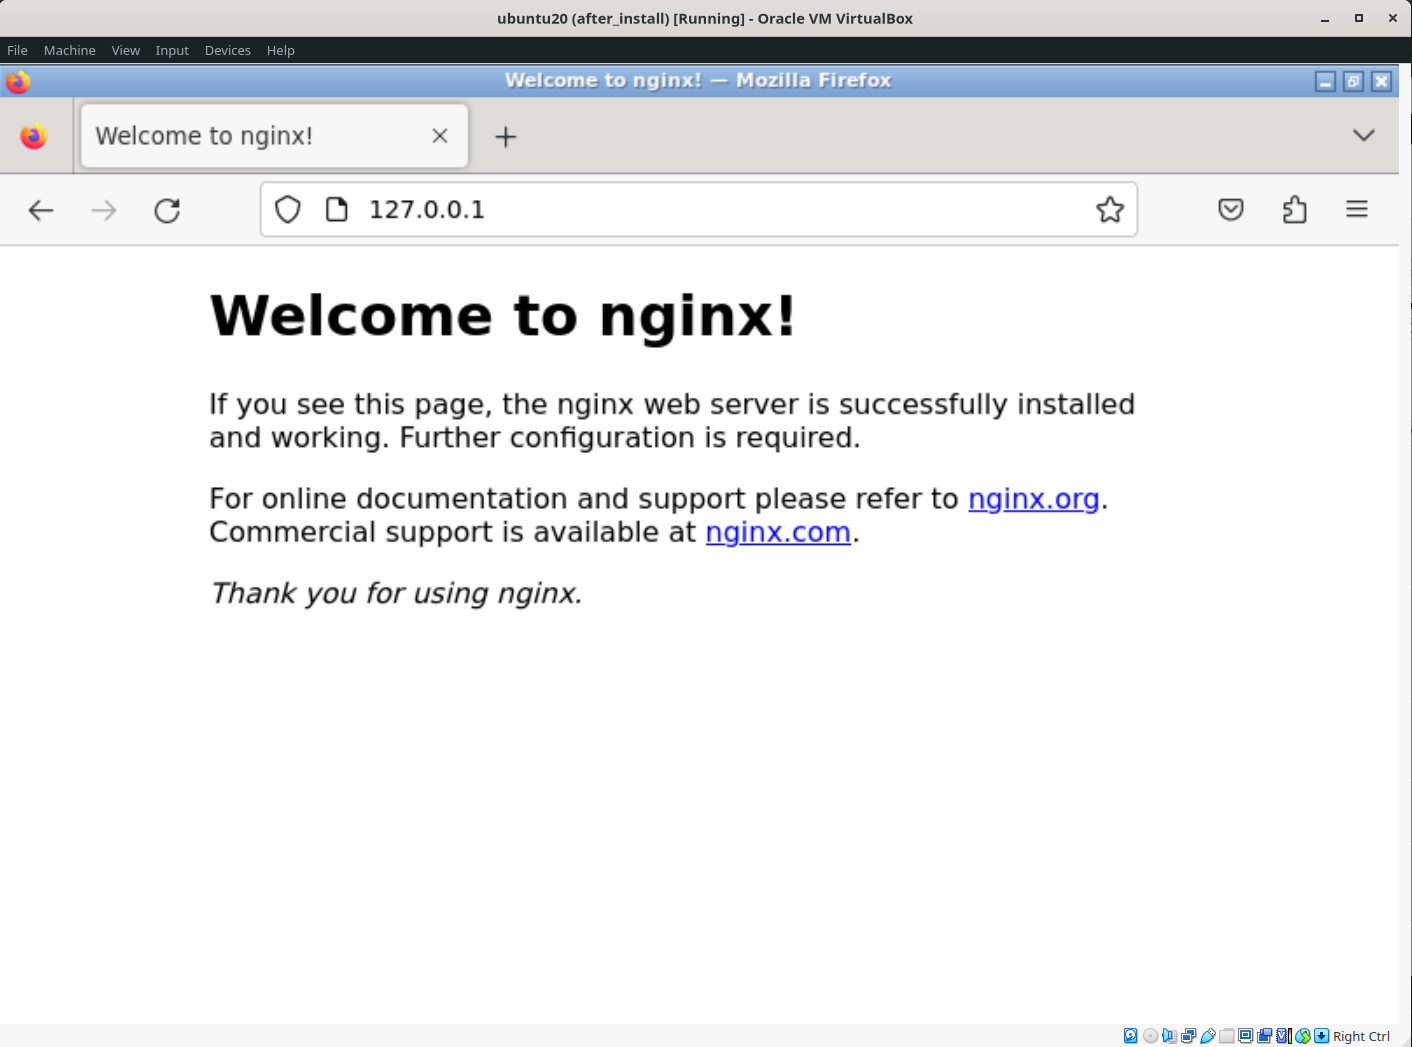 ubuntu20 (after_install) [Running] - Oracle VM VirtualBox
File Machine View Input Devices Help
Welcome to nginx! — Mozilla Firefox
Welcome to nginx!
127.0.0.1
Welcome to nginx!
If you see this page, the nginx web server is successfully installed
and working. Further configuration is required.
For online documentation and support please refer to nginx.org.
Commercial support is available at nginx.com.
Thank you for using nginx.
Right Ctrl